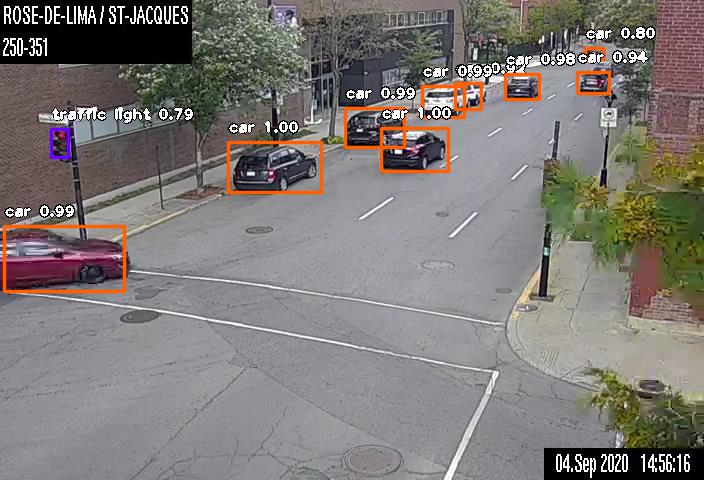 ROSE-DE-LIMA / ST-JACQUES
250-351
car 0.80
car 0.98
car 0.94
car 0.99
car 0.99
car 1.00
traffic light 0.79
car 1.00
car 0.99
04.Sep 2020 14:56:16